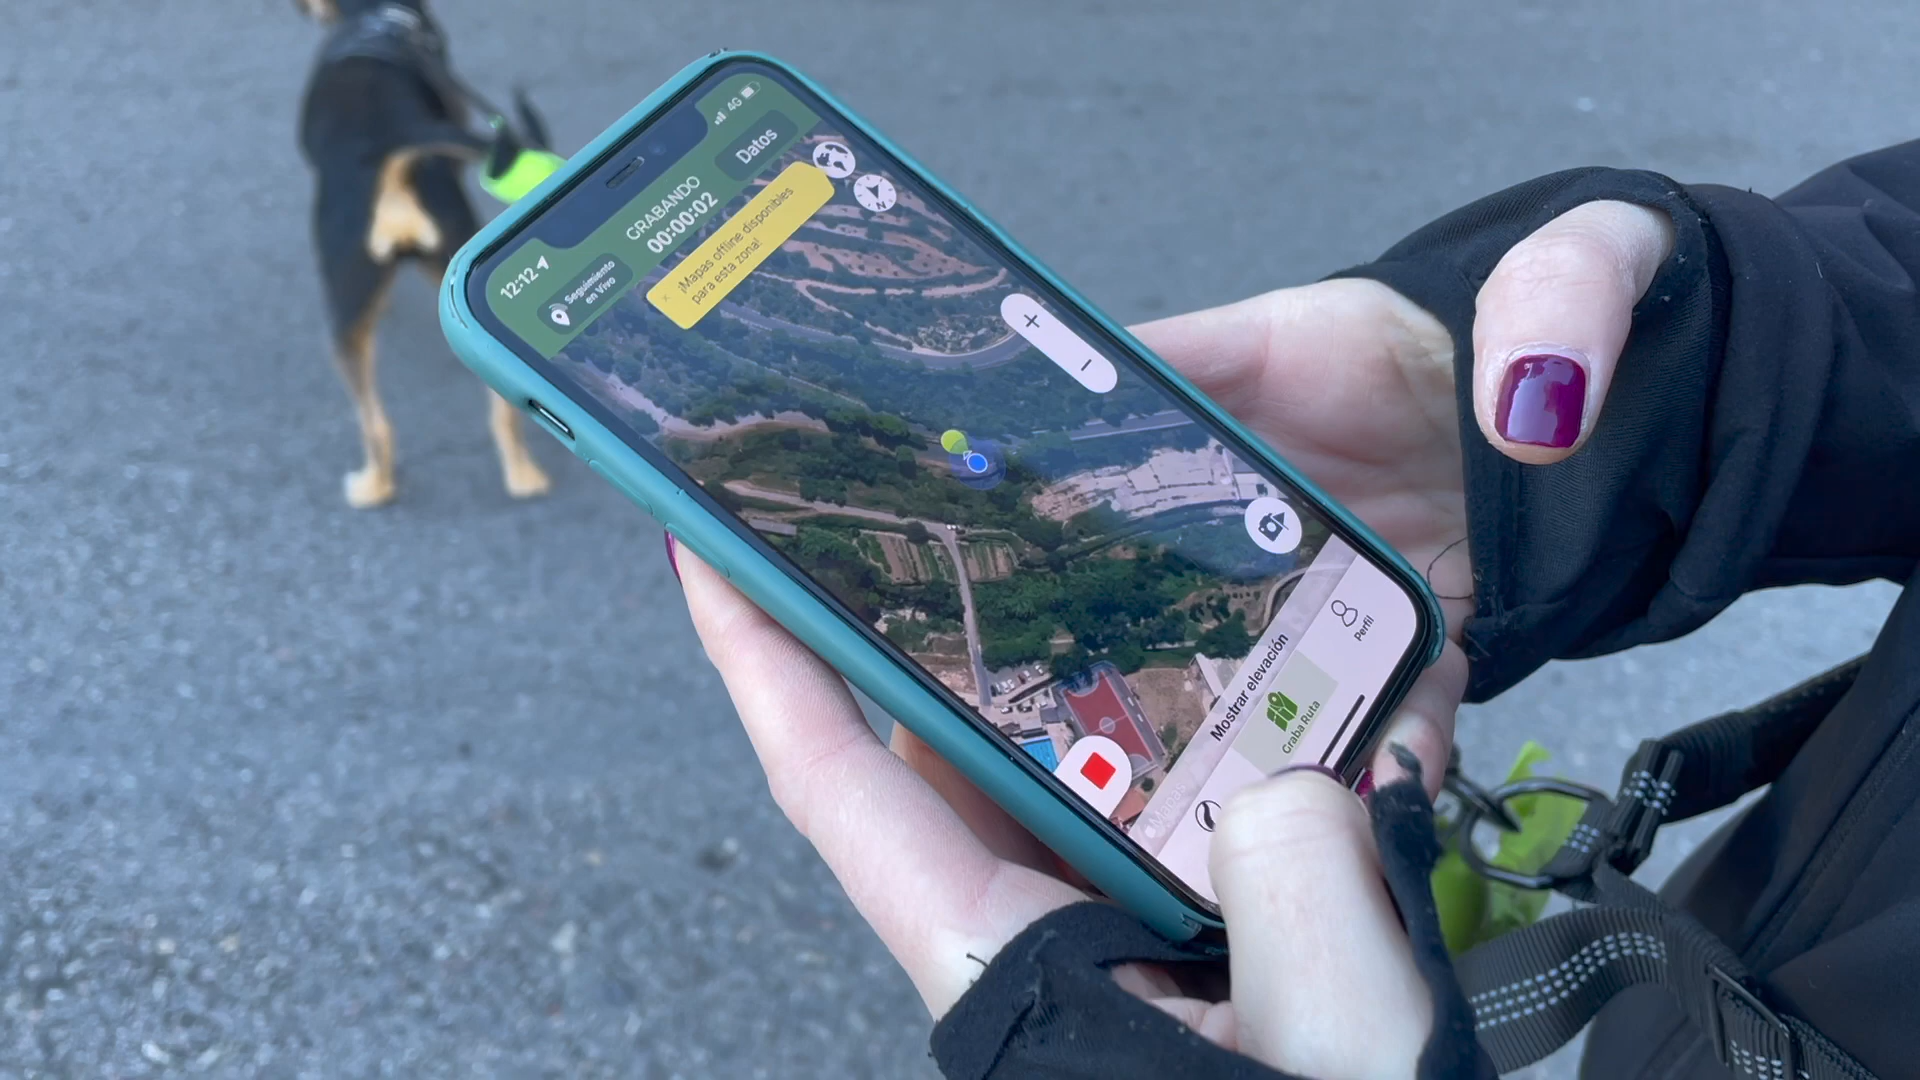 12:12
4G
Seguimiento
en Vivo
GRABANDO
00:00:02
Datos
× ¡Mapas offline disponibles
para esta zona!
+
-
N
Mostrar elevación
Mapas
Graba Ruta
Perfil